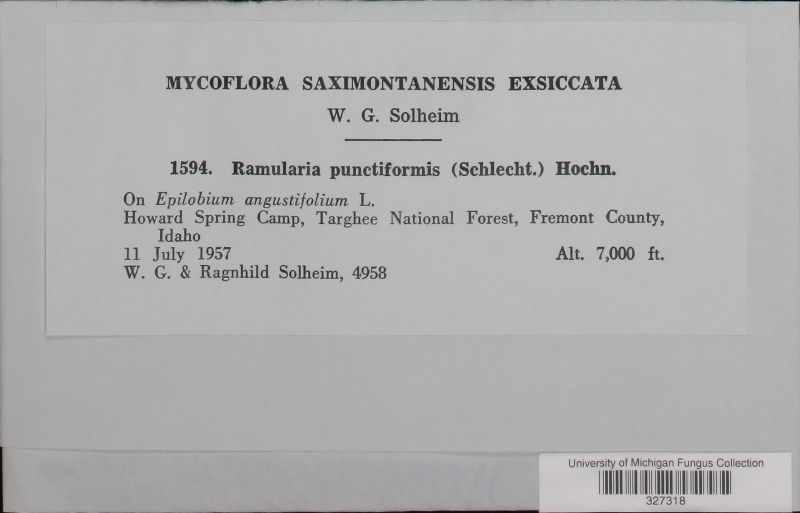 MYCOFLORA SAXIMONTANENSIS EXSICCATA
W. G. Solheim
1594. Ramularia punctiformis (Schlecht.) Hochn.
On Epilobium angustifolium L.
Howard Spring Camp, Targhee National Forest, Fremont County,
Idaho
11 July 1957 Alt. 7,000 ft.
W. G. & Ragnhild Solheim, 4958
University of Michigan Fungus Collection
327318